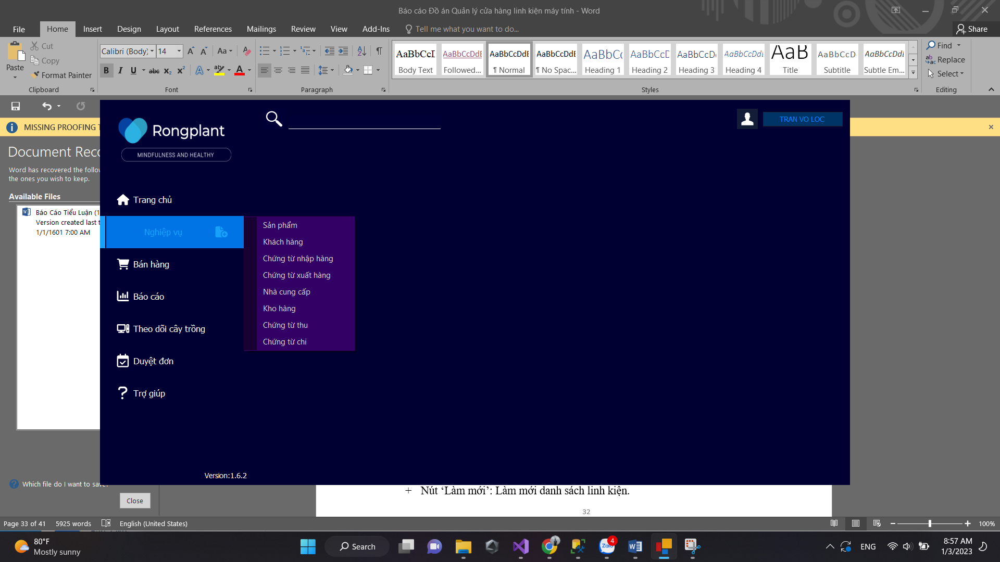 Báo cáo Đồ án Quản lý cửa hàng linh kiện máy tính - Word
File
Home
Insert
Design
Layout
References
Mailings
Review
View
Add-Ins
Tell me what you want to do...
Share
Paste
Cut
Copy
Format Painter
Clipboard
Calibri (Body)
14
Font
Paragraph
AaBbCcI
Body Text
AaBbCcDdE
Followed...
AaBbCcDdE
¶ Normal
AaBbCcDdE
¶ No Spac...
AaBbCc
Heading 1
AaBbCcD
Heading 2
AaBbCcDc
Heading 3
AaBbCcDdI
Heading 4
AaB
Title
AaBbCcD
Subtitle
AaBbCcDdI
Subtle Em...
Styles
Find
Replace
Select
Editing
MISSING PROOFING
Document Reco
Word has recovered the follow
the ones you wish to keep.
Available Files
Báo Cáo Tiểu Luận (1
Version created last t
1/1/1601 7:00 AM
Which file do I want to save?
Close
Rongplant
MINDFULNESS AND HEALTHY
TRAN VO LOC
Trang chủ
Nghiệp vụ
Bán hàng
Báo cáo
Theo dõi cây trồng
Duyệt đơn
Trợ giúp
Sản phẩm
Khách hàng
Chứng từ nhập hàng
Chứng từ xuất hàng
Nhà cung cấp
Kho hàng
Chứng từ thu
Chứng từ chi
Version:1.6.2
+ Nút ‘Làm mới’: Làm mới danh sách linh kiện.
32
Page 33 of 41
5925 words
English (United States)
100%
80°F
Mostly sunny
Search
Zalo
4
ENG
8:57 AM
1/3/2023